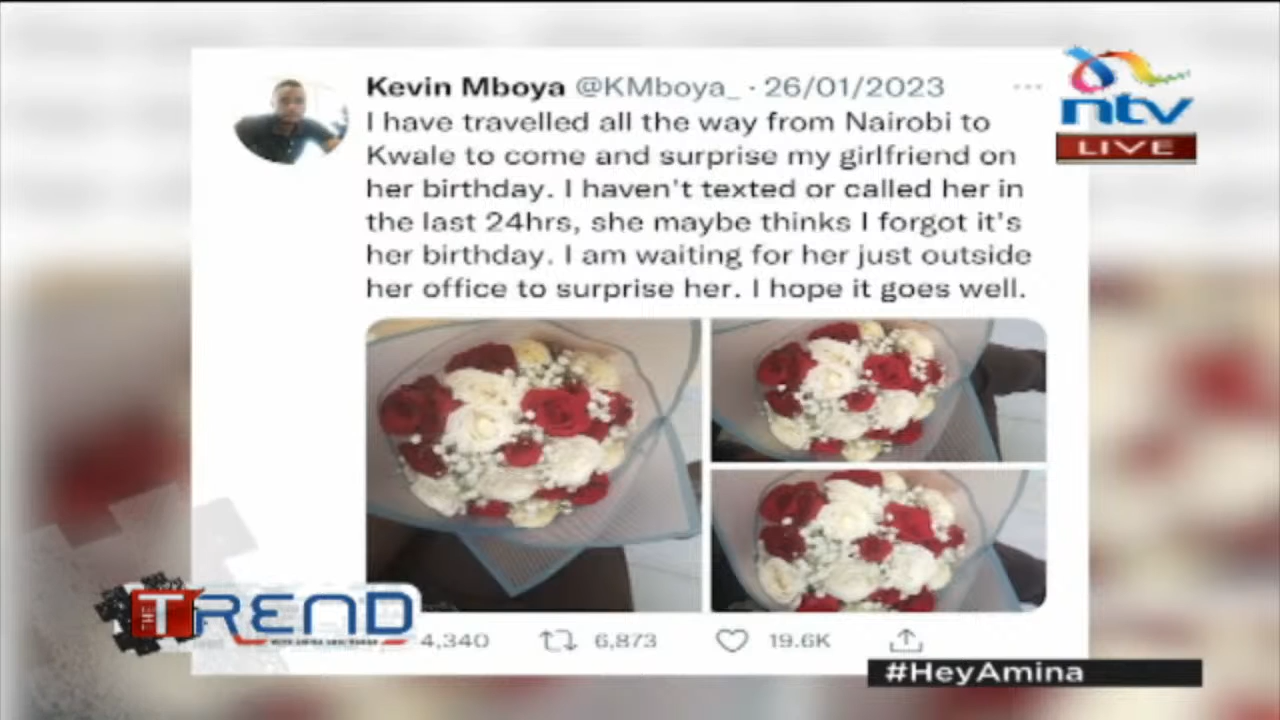 Kevin Mboya @KMboya_ · 26/01/2023
I have travelled all the way from Nairobi to
Kwale to come and surprise my girlfriend on
her birthday. I haven't texted or called her in
the last 24hrs, she maybe thinks I forgot it's
her birthday. I am waiting for her just outside
her office to surprise her. I hope it goes well.
4,340 6,873 19.6K
ntv
LIVE
THE TREND
#HeyAmina